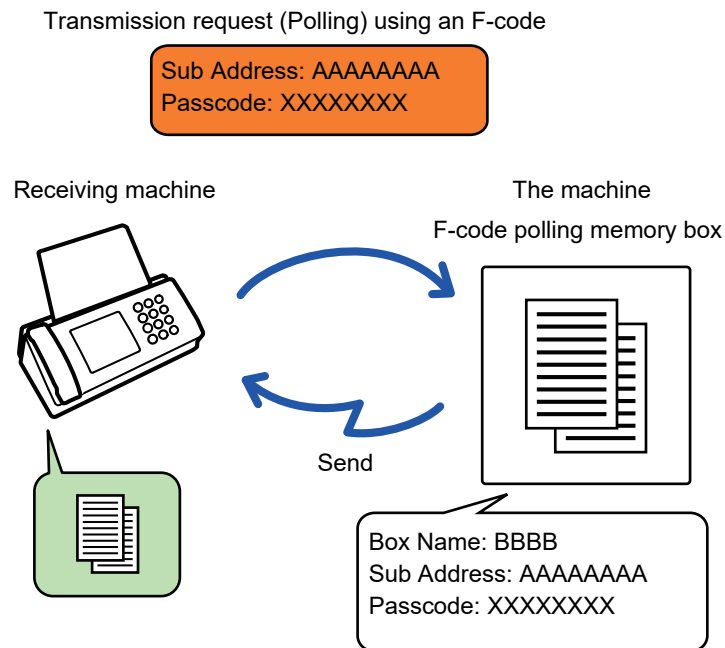 Transmission request (Polling) using an F-code
Sub Address: AAAAAAAA
Passcode: XXXXXXXX
Receiving machine
The machine
F-code polling memory box
Send
Box Name: BBBB
Sub Address: AAAAAAAA
Passcode: XXXXXXXX